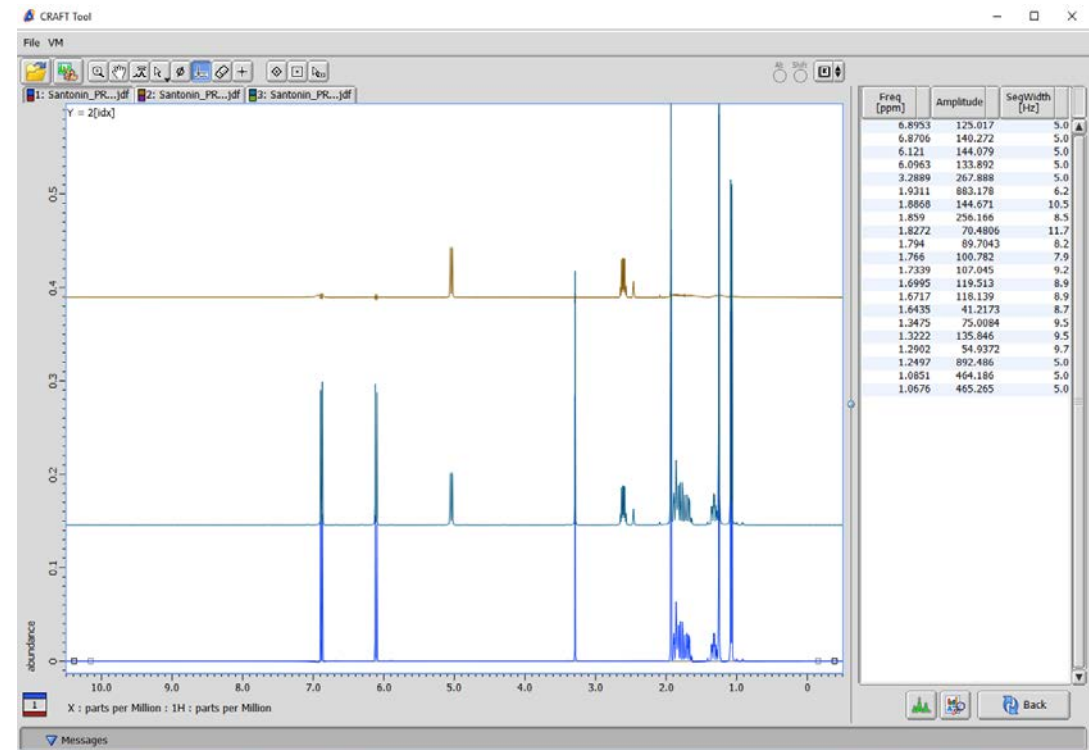 CRAFT Tool
File VM
Alt Shift
1: Santonin_PR...jdf 2: Santonin_PR...jdf 3: Santonin_PR...jdf
Y = 2[idx]
abundance
0 0.1 0.2 0.3 0.4 0.5
10.0 9.0 8.0 7.0 6.0 5.0 4.0 3.0 2.0 1.0 0
1 X : parts per Million : 1H : parts per Million
Freq [ppm] Amplitude SegWidth [Hz]
6.8953 125.017 5.0
6.8706 140.272 5.0
6.121 144.079 5.0
6.0963 133.892 5.0
3.2889 267.888 5.0
1.9311 883.178 6.2
1.8868 144.671 10.5
1.859 256.166 8.5
1.8272 70.4806 11.7
1.794 89.7043 8.2
1.766 100.782 7.9
1.7339 107.045 9.2
1.6995 119.513 8.9
1.6717 118.139 8.9
1.6435 41.2173 8.7
1.3475 75.0084 9.5
1.3222 135.846 9.5
1.2902 54.9372 9.7
1.2497 892.486 5.0
1.0851 464.186 5.0
1.0676 465.265 5.0
Back
Messages